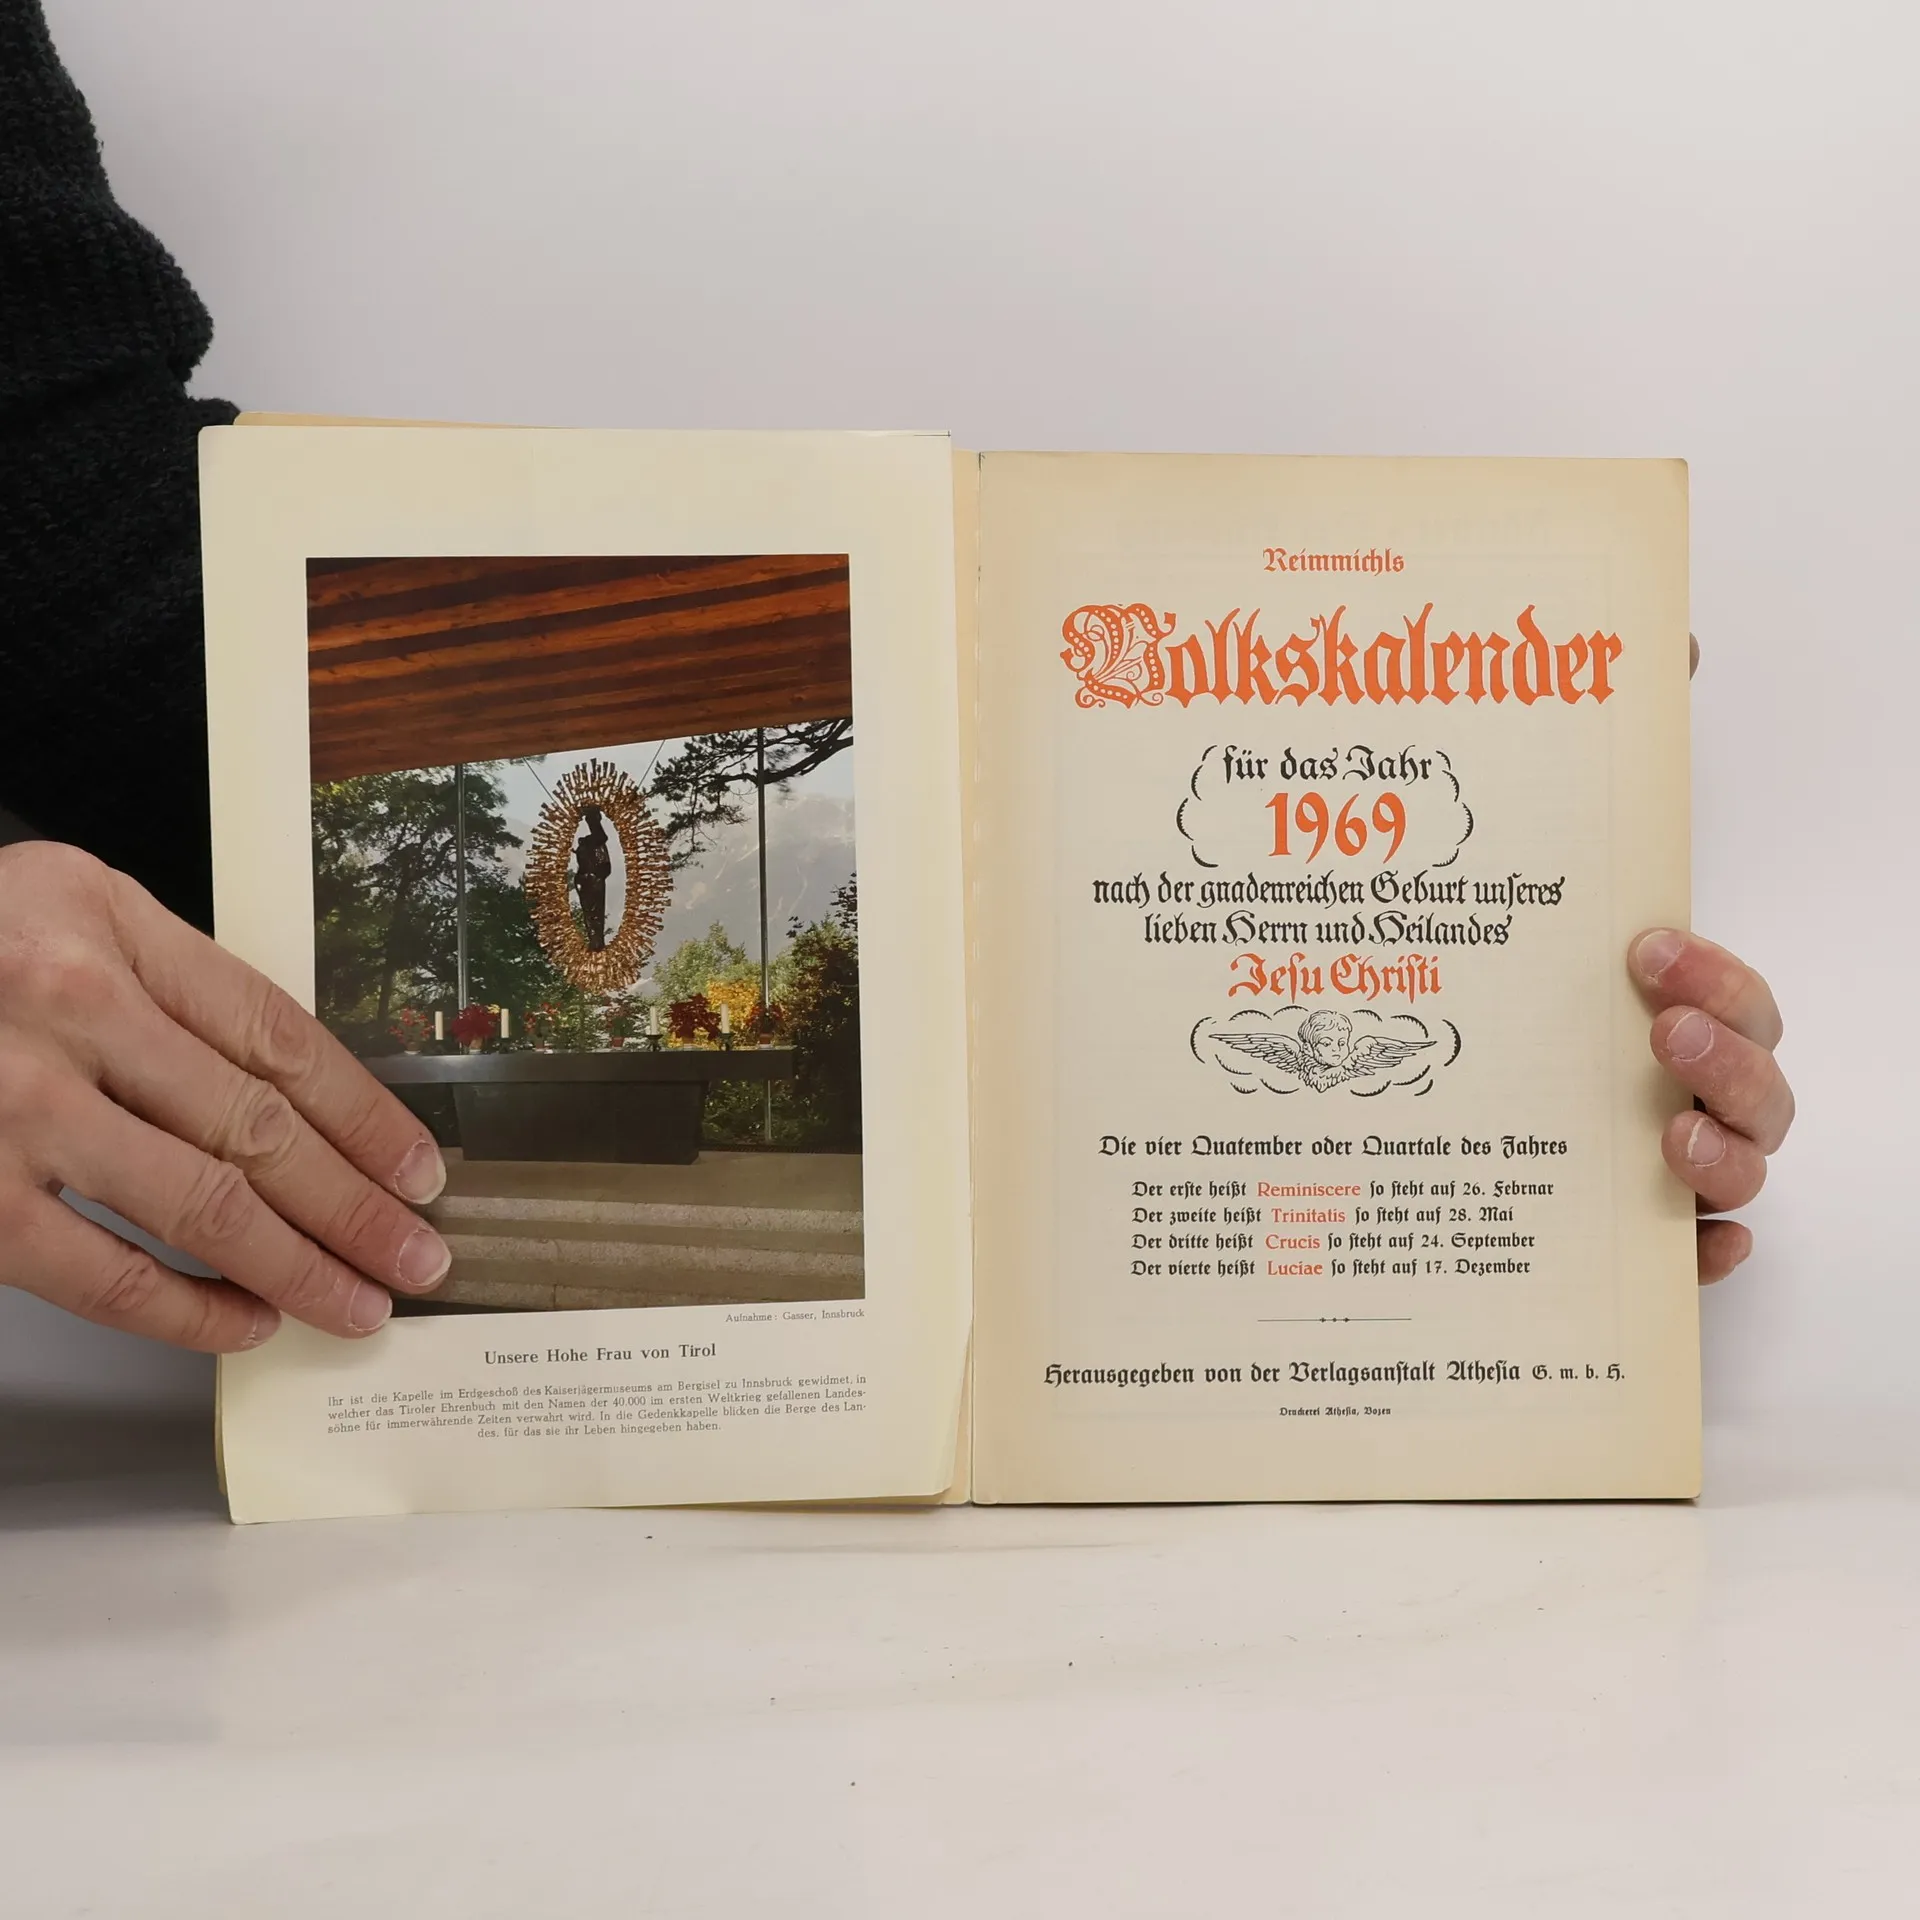 Aufnahme: Gasser, Innsbruck
Unsere Hohe Frau von Tirol
Ihr ist die Kapelle im Erdgeschoß des Kaiserjägermuseums am Bergisel zu Innsbruck gewidmet, in
welcher das Tiroler Ehrenbuch mit den Namen der 40.000 im ersten Weltkrieg gefallenen Landes-
söhne für immerwährende Zeiten verwahrt wird. In die Gedenkkapelle blicken die Berge des Lan-
des, für das sie ihr Leben hingegeben haben.
Reimmichls
Volkskalender
für das Jahr
1969
nach der gnadenreichen Geburt unseres
lieben Herrn und Heilandes
Jesu Christi
Die vier Quatember oder Quartale des Jahres
Der erste heißt Reminiscere so steht auf 26. Februar
Der zweite heißt Trinitatis so steht auf 28. Mai
Der dritte heißt Crucis so steht auf 24. September
Der vierte heißt Luciae so steht auf 17. Dezember
Herausgegeben von der Verlagsanstalt Athesia G. m. b. H.
Druckerei Athesia, Bozen